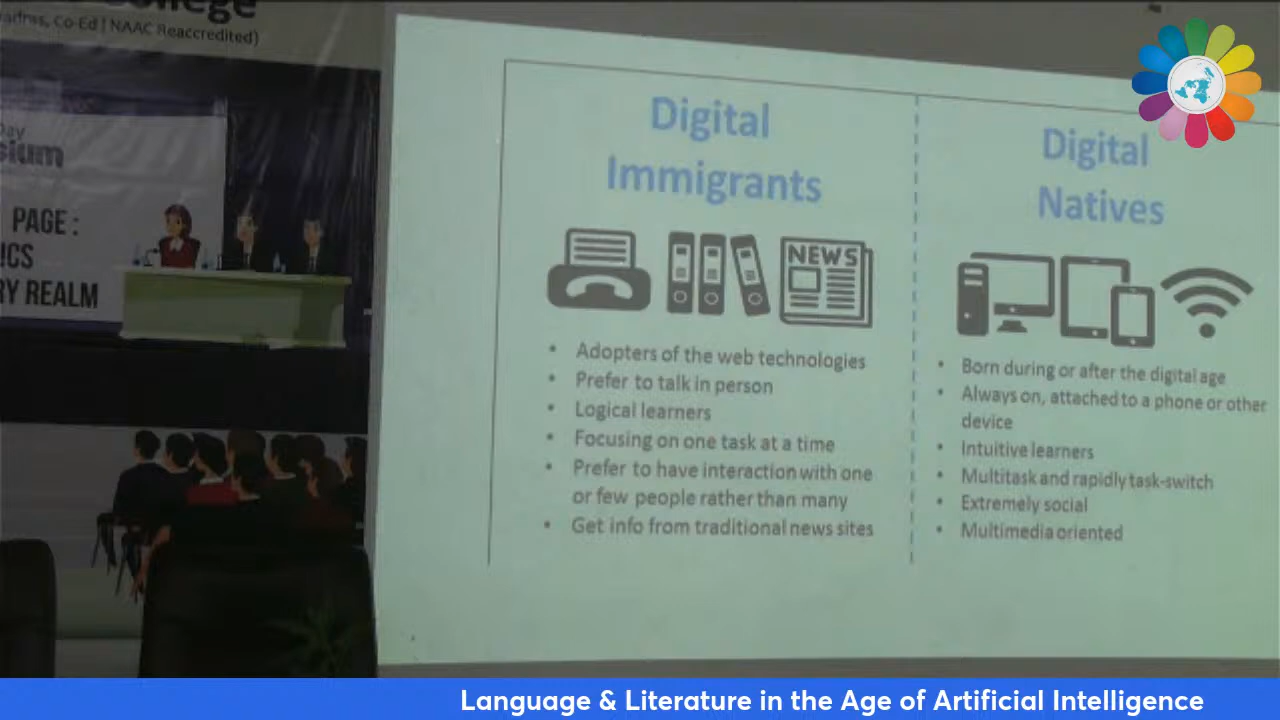 Co-Ed | NAAC Reaccredited)
PAGE :
RY REALM
Digital
Immigrants
NEWS
• Adopters of the web technologies
• Prefer to talk in person
• Logical learners
• Focusing on one task at a time
• Prefer to have interaction with one
or few people rather than many
• Get info from traditional news sites
Digital
Natives
• Born during or after the digital age
• Always on, attached to a phone or other
device
• Intuitive learners
• Multitask and rapidly task-switch
• Extremely social
• Multimedia oriented
Language & Literature in the Age of Artificial Intelligence